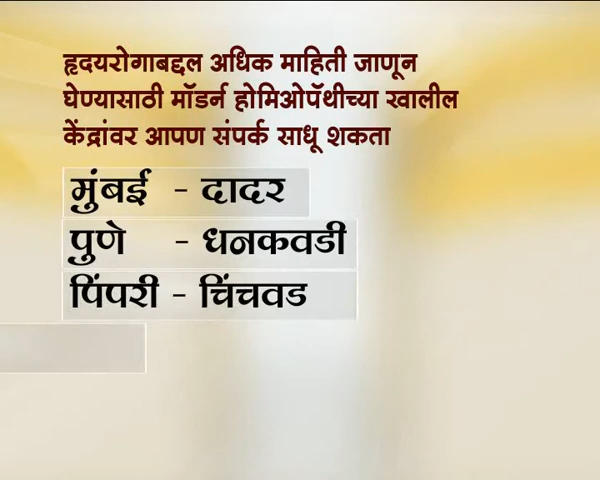 हृदयरोगाबद्दल अधिक माहिती जाणून
घेण्यासाठी मॉडर्न होमिओपॅथीच्या खालील
केंद्रांवर आपण संपर्क साधू शकता
मुंबई - दादर
पुणे - धनकवडी
पिंपरी - चिंचवड